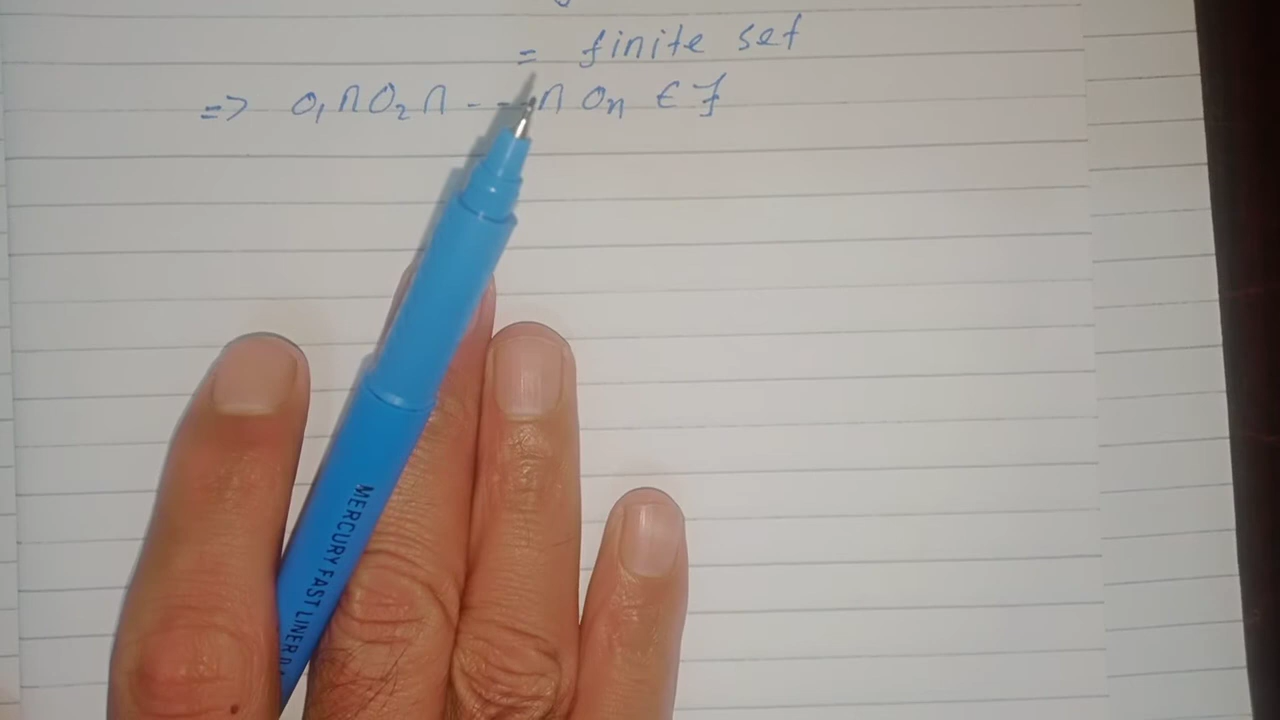 = finite set
=> O₁ ∩ O₂ ∩ - - - ∩ Oₙ ∈ J
MERCURY FAST LINER